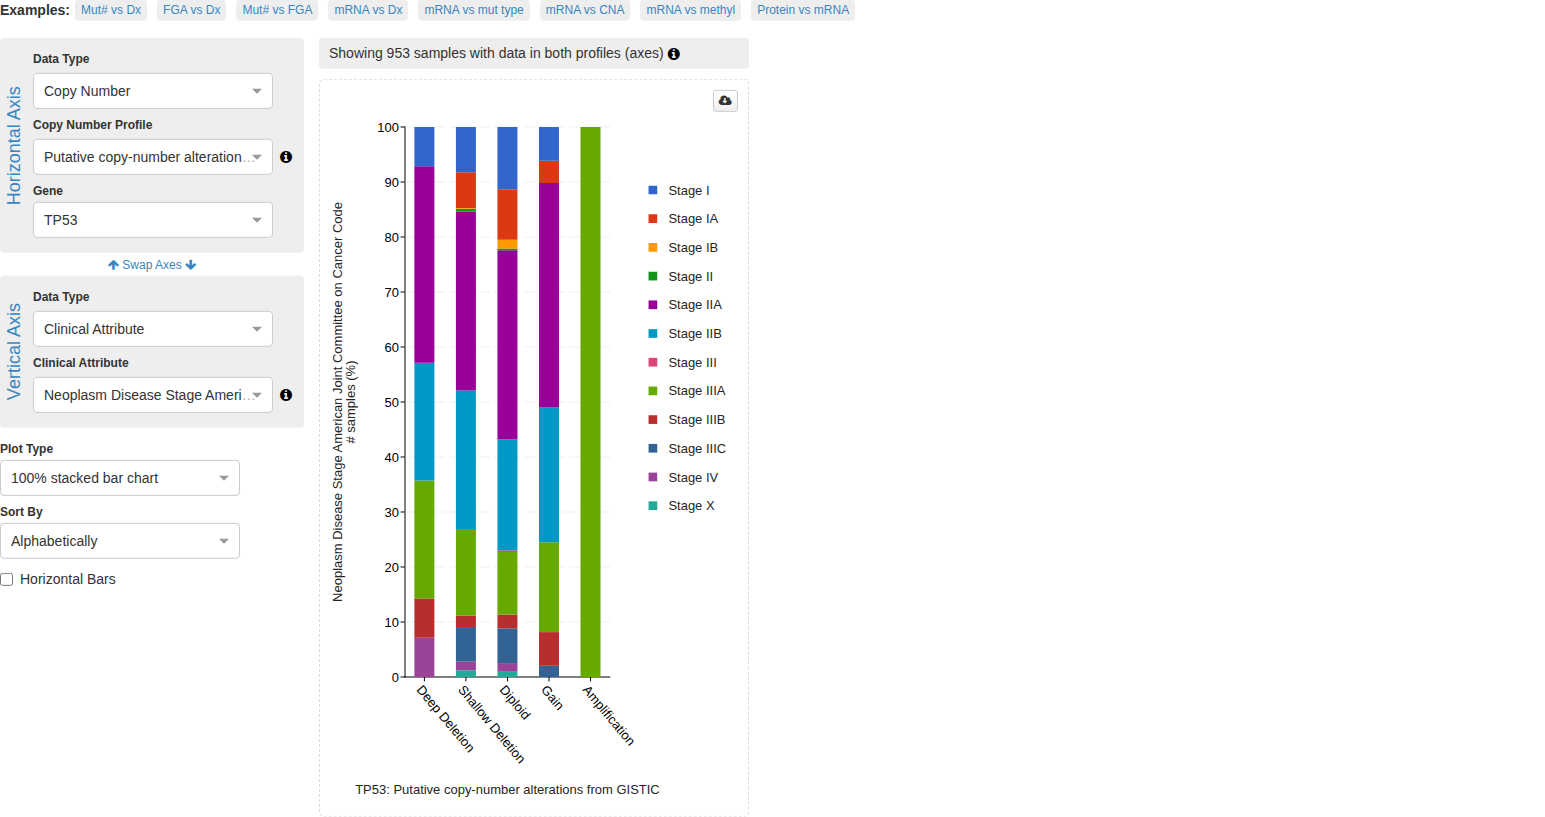 Examples: Mut# vs Dx FGA vs Dx Mut# vs FGA mRNA vs Dx mRNA vs mut type mRNA vs CNA mRNA vs methyl Protein vs mRNA
Horizontal Axis
Data Type
Copy Number
Copy Number Profile
Putative copy-number alteration...
Gene
TP53
Swap Axes
Vertical Axis
Data Type
Clinical Attribute
Clinical Attribute
Neoplasm Disease Stage Ameri...
Plot Type
100% stacked bar chart
Sort By
Alphabetically
Horizontal Bars
Showing 953 samples with data in both profiles (axes)
Neoplasm Disease Stage American Joint Committee on Cancer Code
# samples (%)
100
90
80
70
60
50
40
30
20
10
0
Deep Deletion
Shallow Deletion
Diploid
Gain
Amplification
TP53: Putative copy-number alterations from GISTIC
Stage I
Stage IA
Stage IB
Stage II
Stage IIA
Stage IIB
Stage III
Stage IIIA
Stage IIIB
Stage IIIC
Stage IV
Stage X